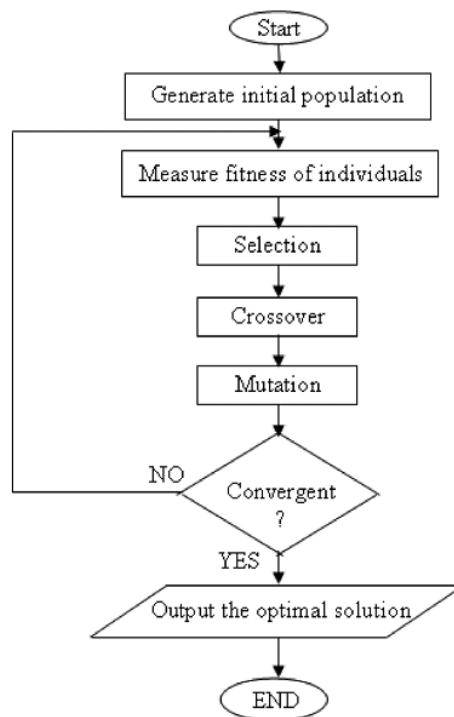 Start
Generate initial population
Measure fitness of individuals
Selection
Crossover
Mutation
NO
Convergent
?
YES
Output the optimal solution
END